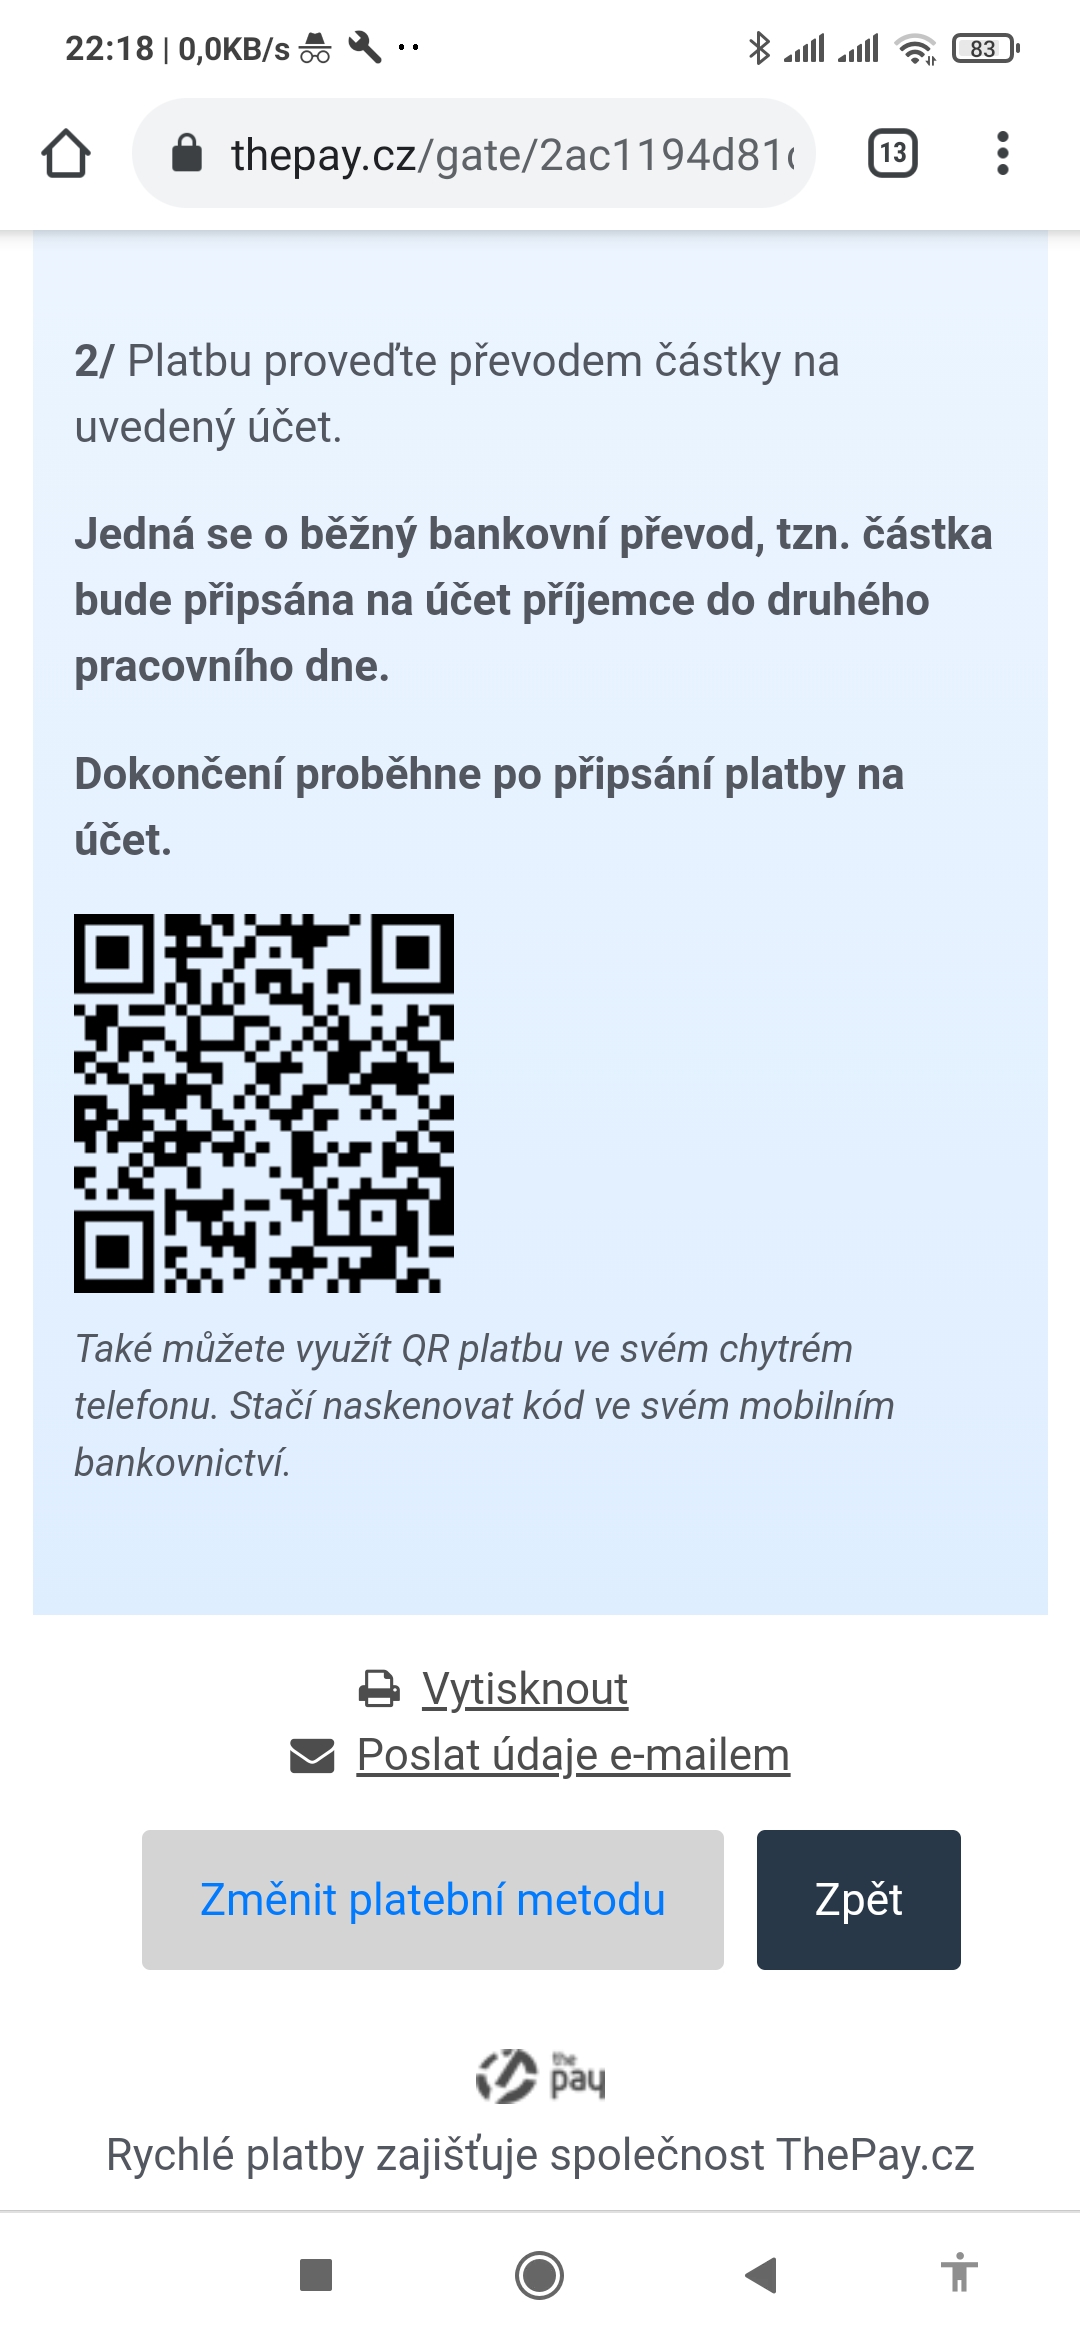 22:18 | 0,0KB/s 83
thepay.cz/gate/2ac1194d81 13
2/ Platbu proveďte převodem částky na
uvedený účet.
Jedná se o běžný bankovní převod, tzn. částka
bude připsána na účet příjemce do druhého
pracovního dne.
Dokončení proběhne po připsání platby na
účet.
Také můžete využít QR platbu ve svém chytrém
telefonu. Stačí naskenovat kód ve svém mobilním
bankovnictví.
Vytisknout
Poslat údaje e-mailem
Změnit platební metodu Zpět
the
pay
Rychlé platby zajišťuje společnost ThePay.cz